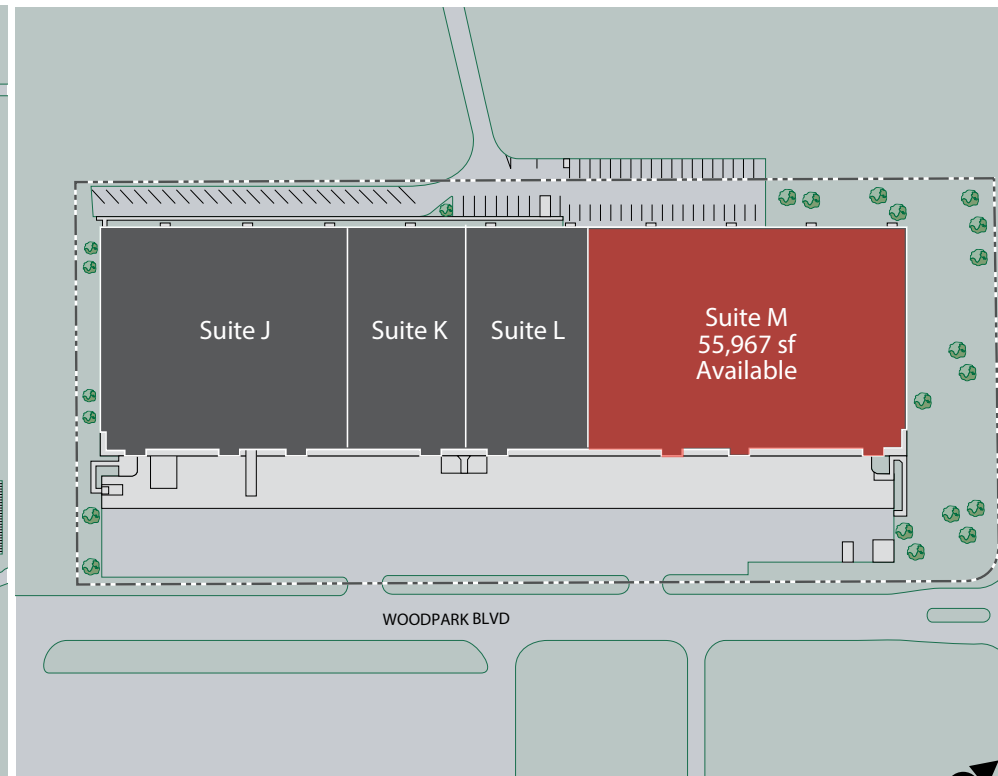 Suite J
Suite K
Suite L
Suite M
55,967 sf
Available
WOODPARK BLVD